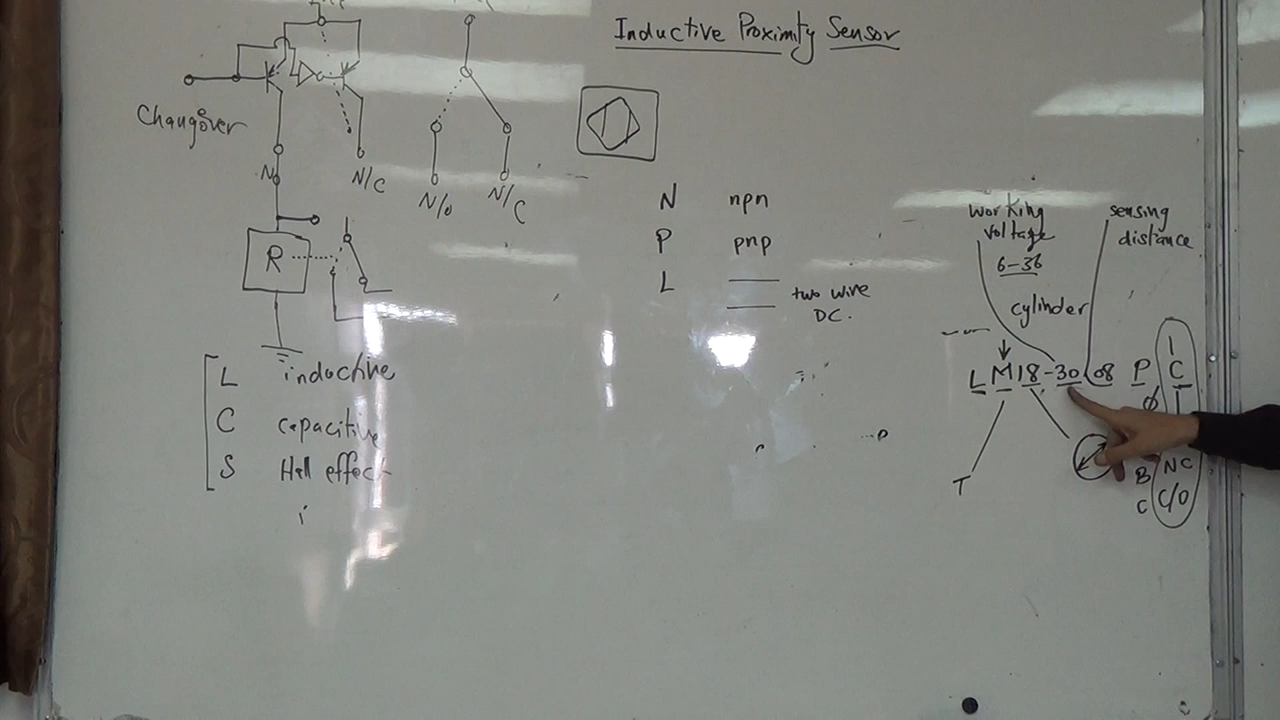 Inductive Proximity Sensor
Changover
N
N/C
N/O
N/C
R
L inductive
C capacitive
S Hall effect
i
N npn
P pnp
L
two wire
DC.
working
voltage
6-36
sensing
distance
cylinder
LM18-30 08 P C
T
B NC
C C/O